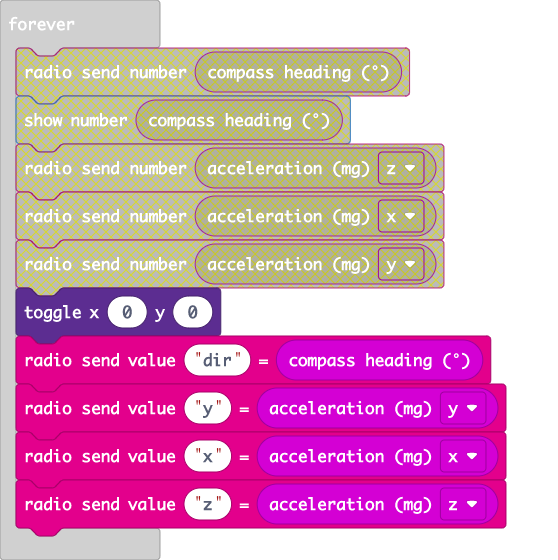 forever
radio send number compass heading (°)
show number compass heading (°)
radio send number acceleration (mg) z
radio send number acceleration (mg) x
radio send number acceleration (mg) y
toggle x 0 y 0
radio send value "dir" = compass heading (°)
radio send value "y" = acceleration (mg) y
radio send value "x" = acceleration (mg) x
radio send value "z" = acceleration (mg) z